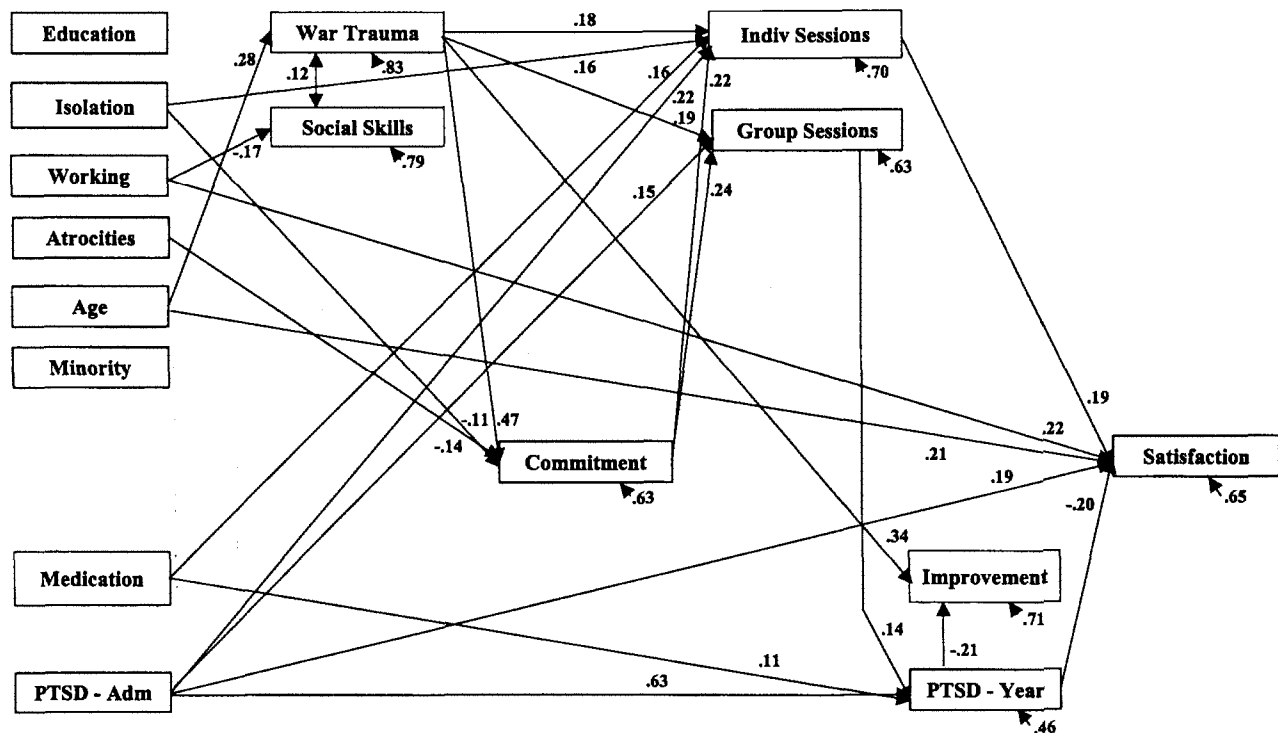 Education
War Trauma
.18
Indiv Sessions
.28
.12
.83
.16
.16
.22
.70
Isolation
.22
.19
Social Skills
Group Sessions
-.17
.79
.63
Working
.15
.24
Atrocities
Age
Minority
.19
-.11
.47
.22
-.14
.21
Commitment
Satisfaction
.63
.19
-.20
.65
.34
Medication
Improvement
.71
.14
-.21
.11
.63
PTSD - Adm
PTSD - Year
.46